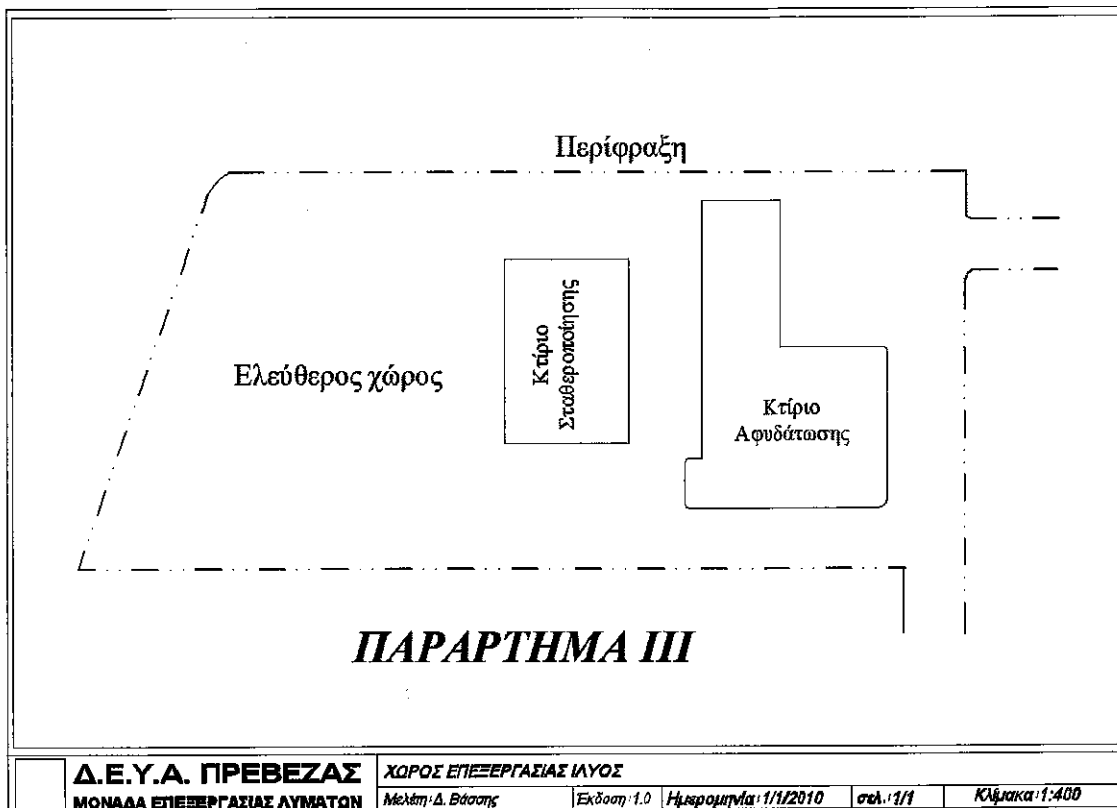 Περίφραξη
Ελεύθερος χώρος
Κτίριο
Σταθεροποίησης
Κτίριο
Αφυδάτωσης
ΠΑΡΑΡΤΗΜΑ ΙΙΙ
Δ.Ε.Υ.Α. ΠΡΕΒΕΖΑΣ
ΜΟΝΑΔΑ ΕΠΕΞΕΡΓΑΣΙΑΣ ΛΥΜΑΤΩΝ
ΧΩΡΟΣ ΕΠΕΞΕΡΓΑΣΙΑΣ ΙΛΥΟΣ
Μελέτη: Δ. Βάσσης Έκδοση: 1.0 Ημερομηνία: 1/1/2010 σελ.: 1/1 Κλίμακα: 1:400